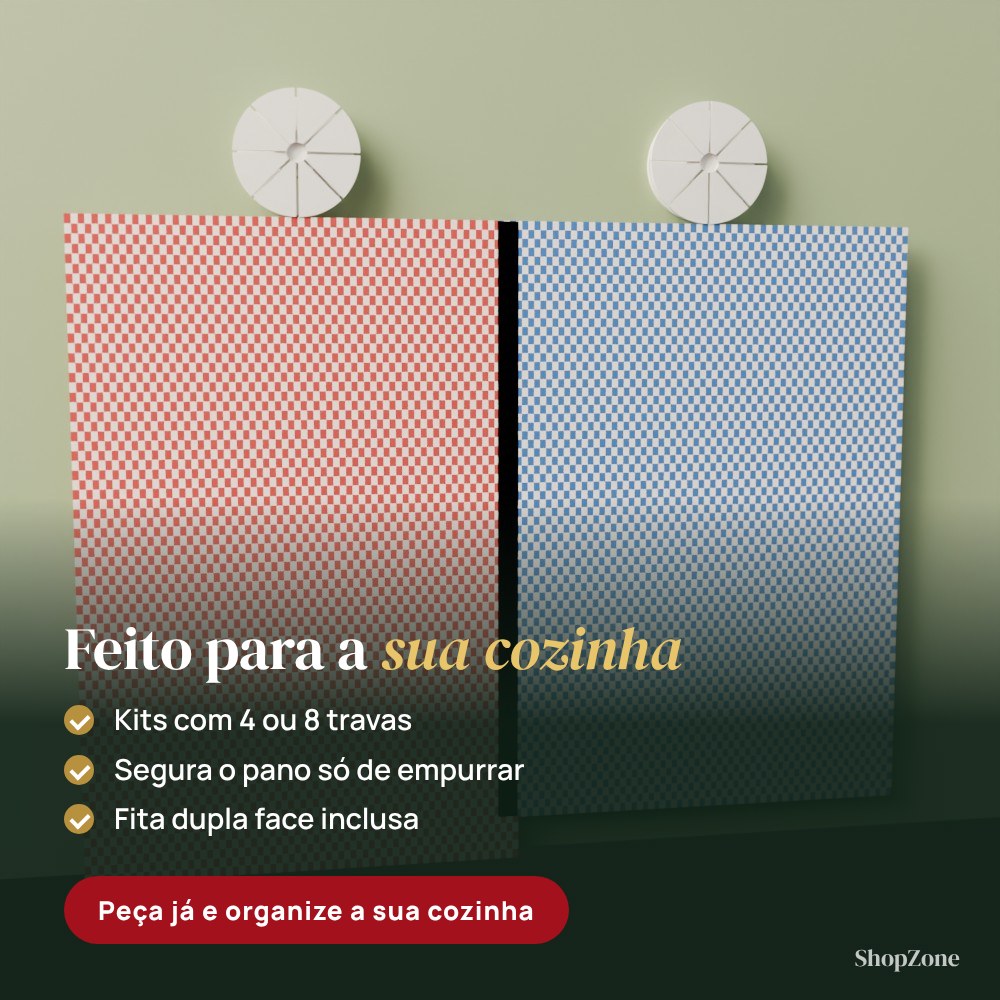 Feito para a sua cozinha
Kits com 4 ou 8 travas
Segura o pano só de empurrar
Fita dupla face inclusa
Peça já e organize a sua cozinha
ShopZone